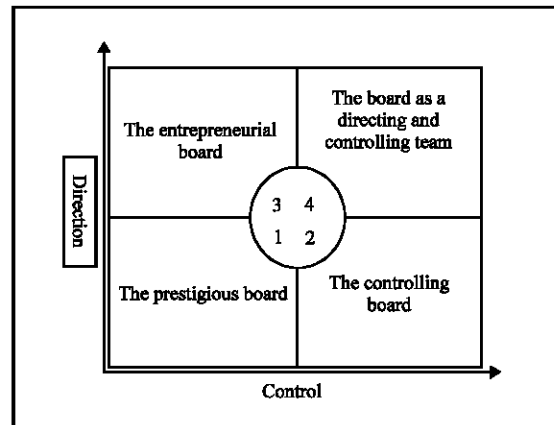 The entrepreneurial
board
The board as a
directing and
controlling team
Direction
3 4
1 2
The prestigious board
The controlling
board
Control